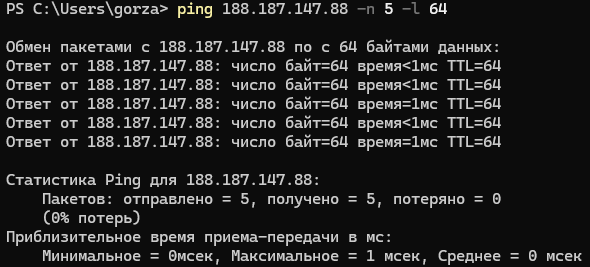 PS C:\Users\gorza> ping 188.187.147.88 -n 5 -l 64
Обмен пакетами с 188.187.147.88 по с 64 байтами данных:
Ответ от 188.187.147.88: число байт=64 время<1мс TTL=64
Ответ от 188.187.147.88: число байт=64 время=1мс TTL=64
Ответ от 188.187.147.88: число байт=64 время<1мс TTL=64
Ответ от 188.187.147.88: число байт=64 время<1мс TTL=64
Ответ от 188.187.147.88: число байт=64 время=1мс TTL=64
Статистика Ping для 188.187.147.88:
Пакетов: отправлено = 5, получено = 5, потеряно = 0
(0% потерь)
Приблизительное время приема-передачи в мс:
Минимальное = 0мсек, Максимальное = 1 мсек, Среднее = 0 мсек